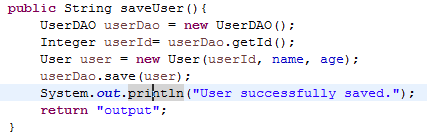 public String saveUser(){
UserDAO userDao = new UserDAO();
Integer userId= userDao.getId();
User user = new User(userId, name, age);
userDao.save(user);
System.out.println("User successfully saved.");
return "output";
}